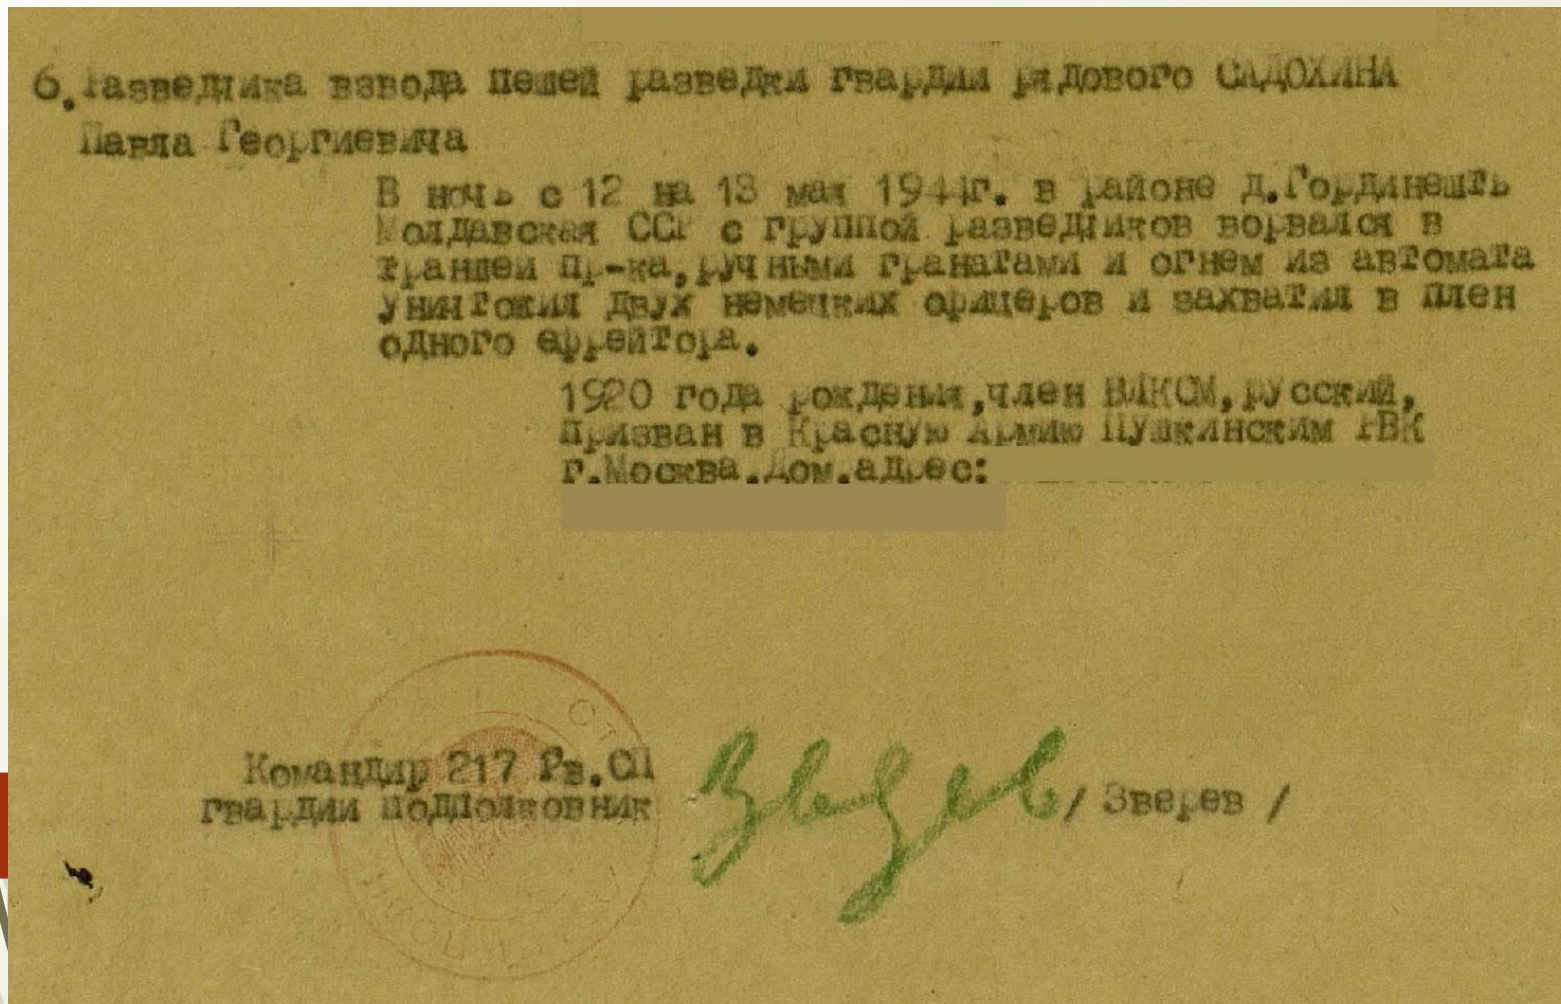 6. Разведчика взвода пешей разведки гвардии рядового САДОХИНА
Павла Георгиевича
В ночь с 12 на 13 мая 1944г. в районе д.Гординешть
Молдавская ССР с группой разведчиков ворвался в
траншеи пр-ка,ручными гранатами и огнем из автомата
уничтожил двух немецких офицеров и захватил в плен
одного ефрейтора.
1920 года рождения,член ВЛКСМ,русский,
призван в Красную Армию Пушкинским РВК
г.Москва.Дом.адрес:
Командир 217 Гв.СП
гвардии подполковник Зверев / Зверев /